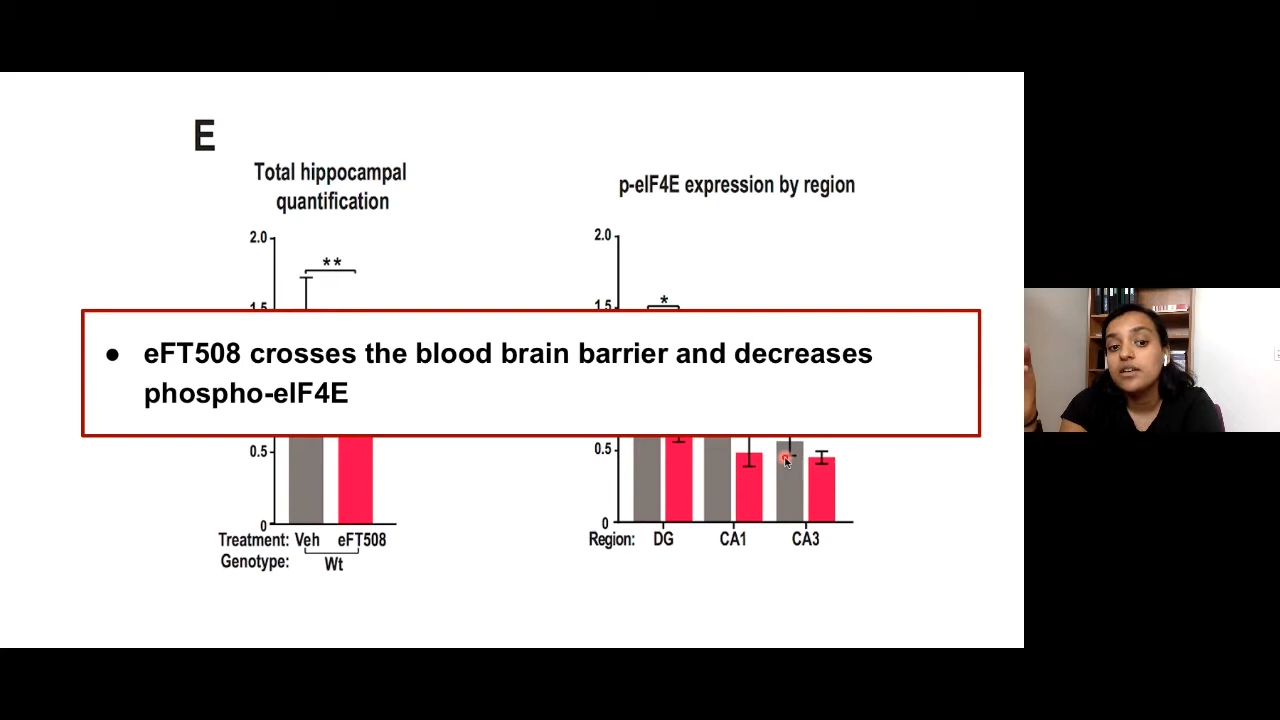 E
Total hippocampal
quantification
2.0
**
1.5
0.5
0
Treatment: Veh eFT508
Genotype: Wt
p-eIF4E expression by region
2.0
1.5
*
0.5
0
Region: DG CA1 CA3
● eFT508 crosses the blood brain barrier and decreases
phospho-eIF4E